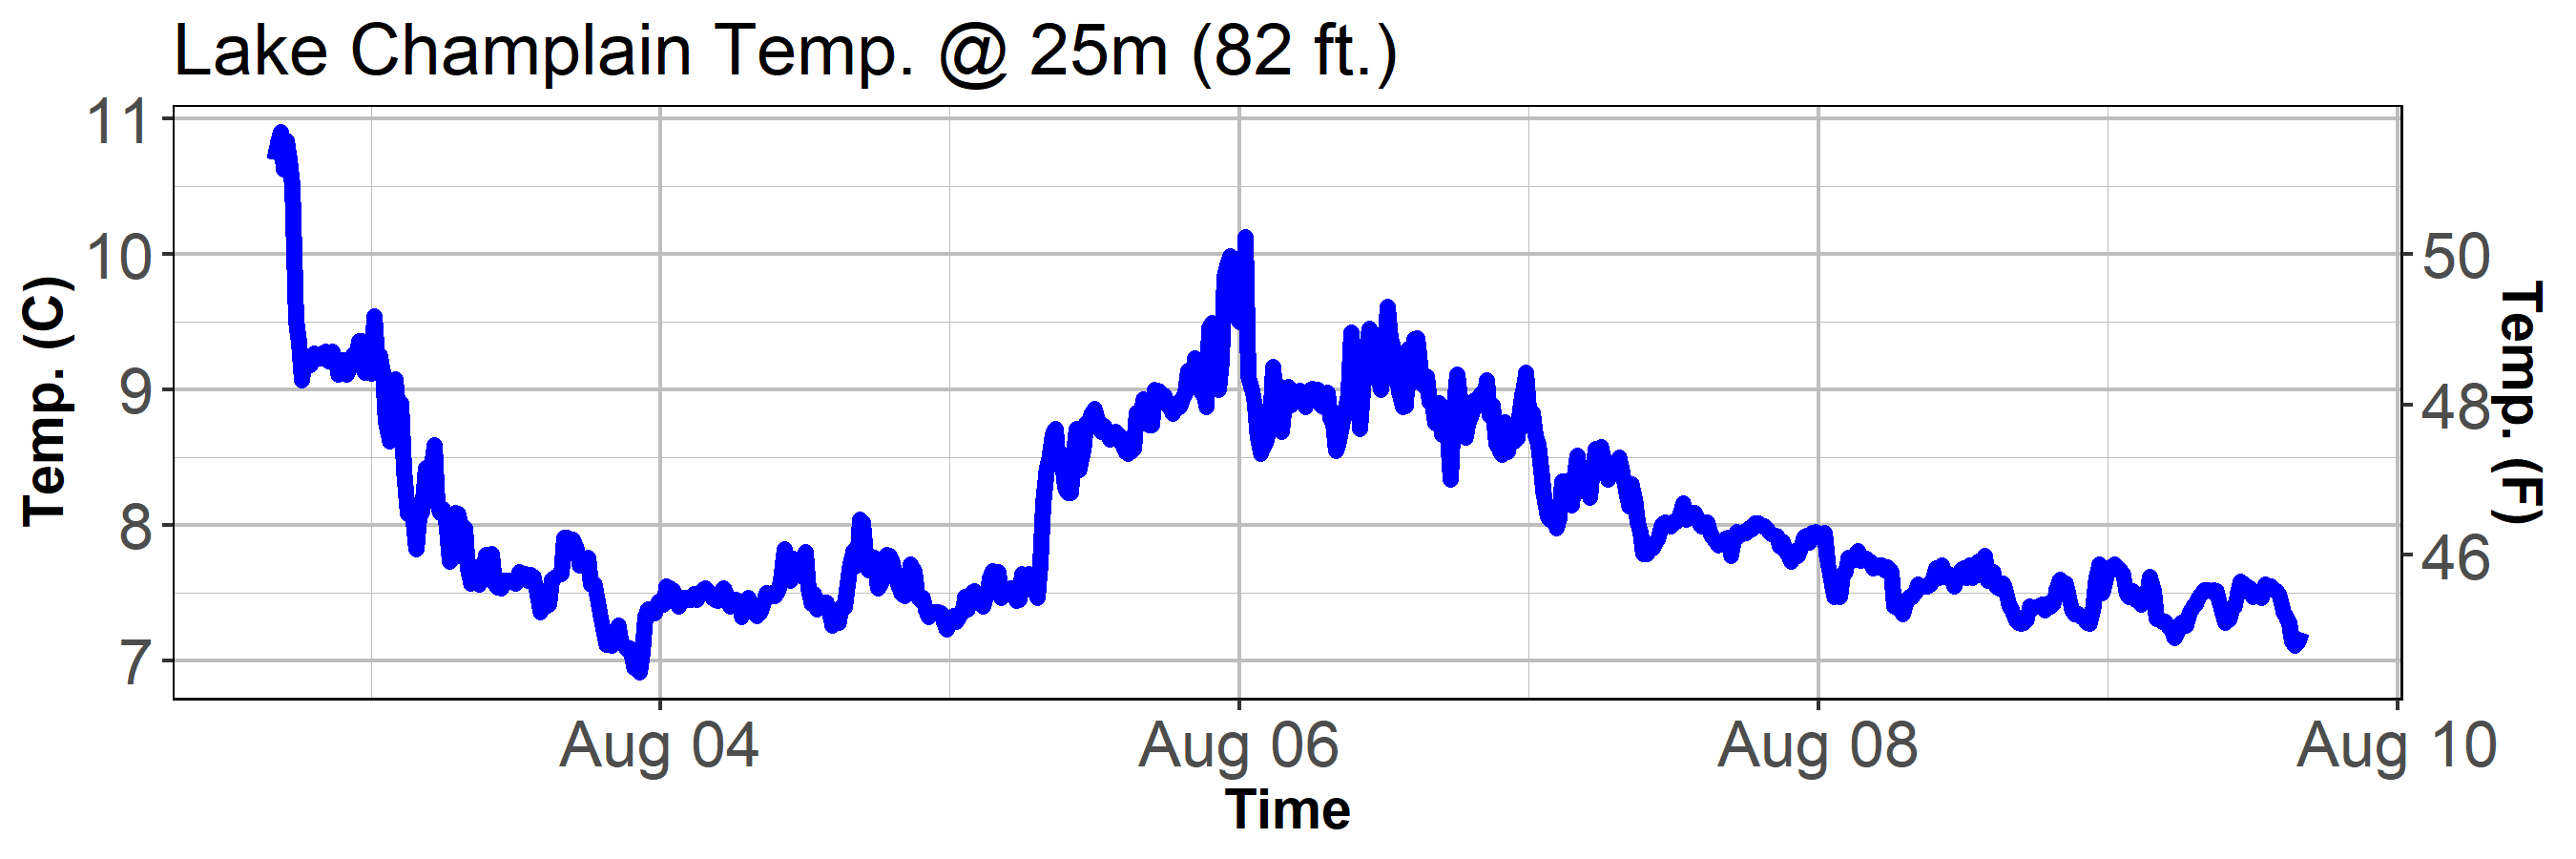 Lake Champlain Temp. @ 25m (82 ft.)
11
10
9
8
7
Temp. (C)
50
48
46
Temp. (F)
Aug 04 Aug 06 Aug 08 Aug 10
Time